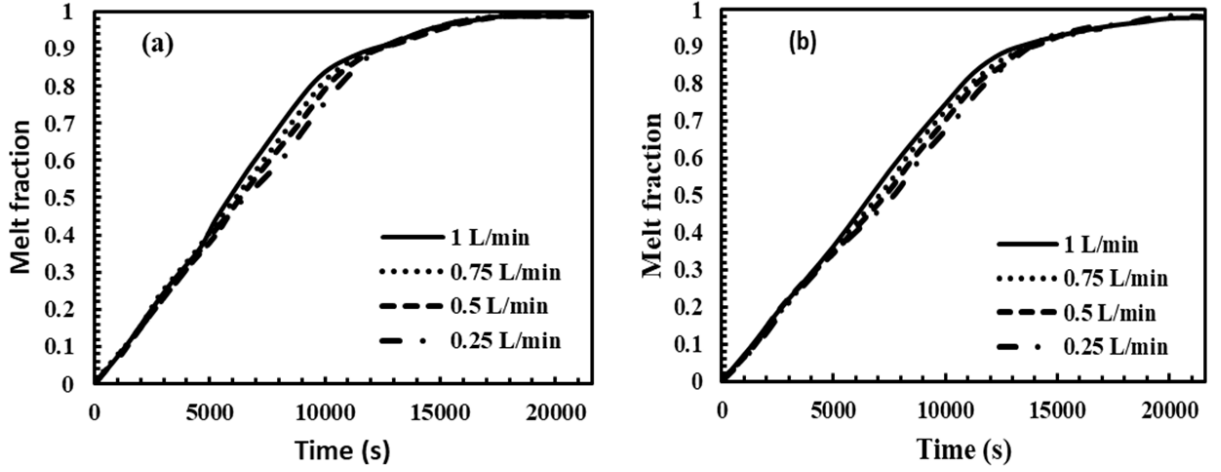 (a)
Melt fraction
1
0.9
0.8
0.7
0.6
0.5
0.4
0.3
0.2
0.1
0
0 5000 10000 15000 20000
Time (s)
1 L/min
0.75 L/min
0.5 L/min
0.25 L/min
(b)
Melt fraction
1
0.9
0.8
0.7
0.6
0.5
0.4
0.3
0.2
0.1
0
0 5000 10000 15000 20000
Time (s)
1 L/min
0.75 L/min
0.5 L/min
0.25 L/min